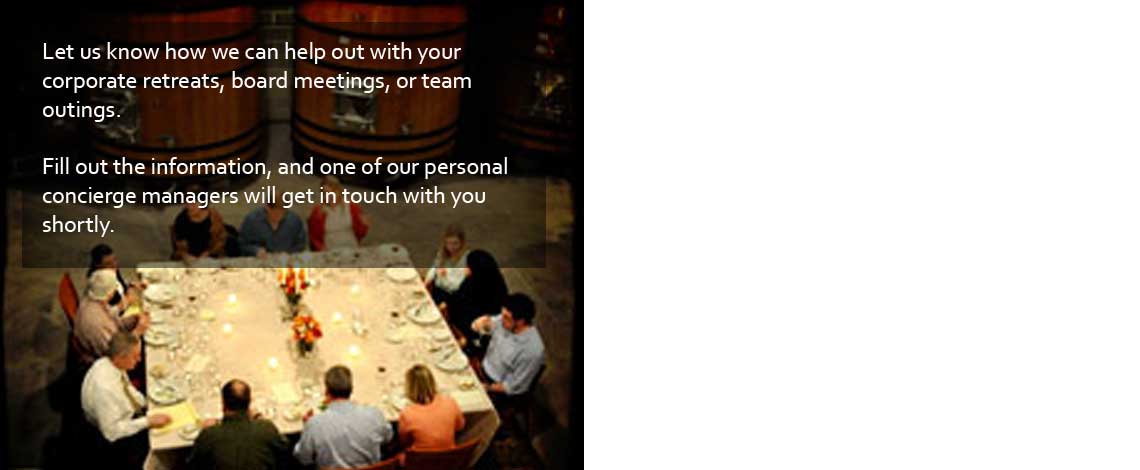 Let us know how we can help out with your
corporate retreats, board meetings, or team
outings.
Fill out the information, and one of our personal
concierge managers will get in touch with you
shortly.